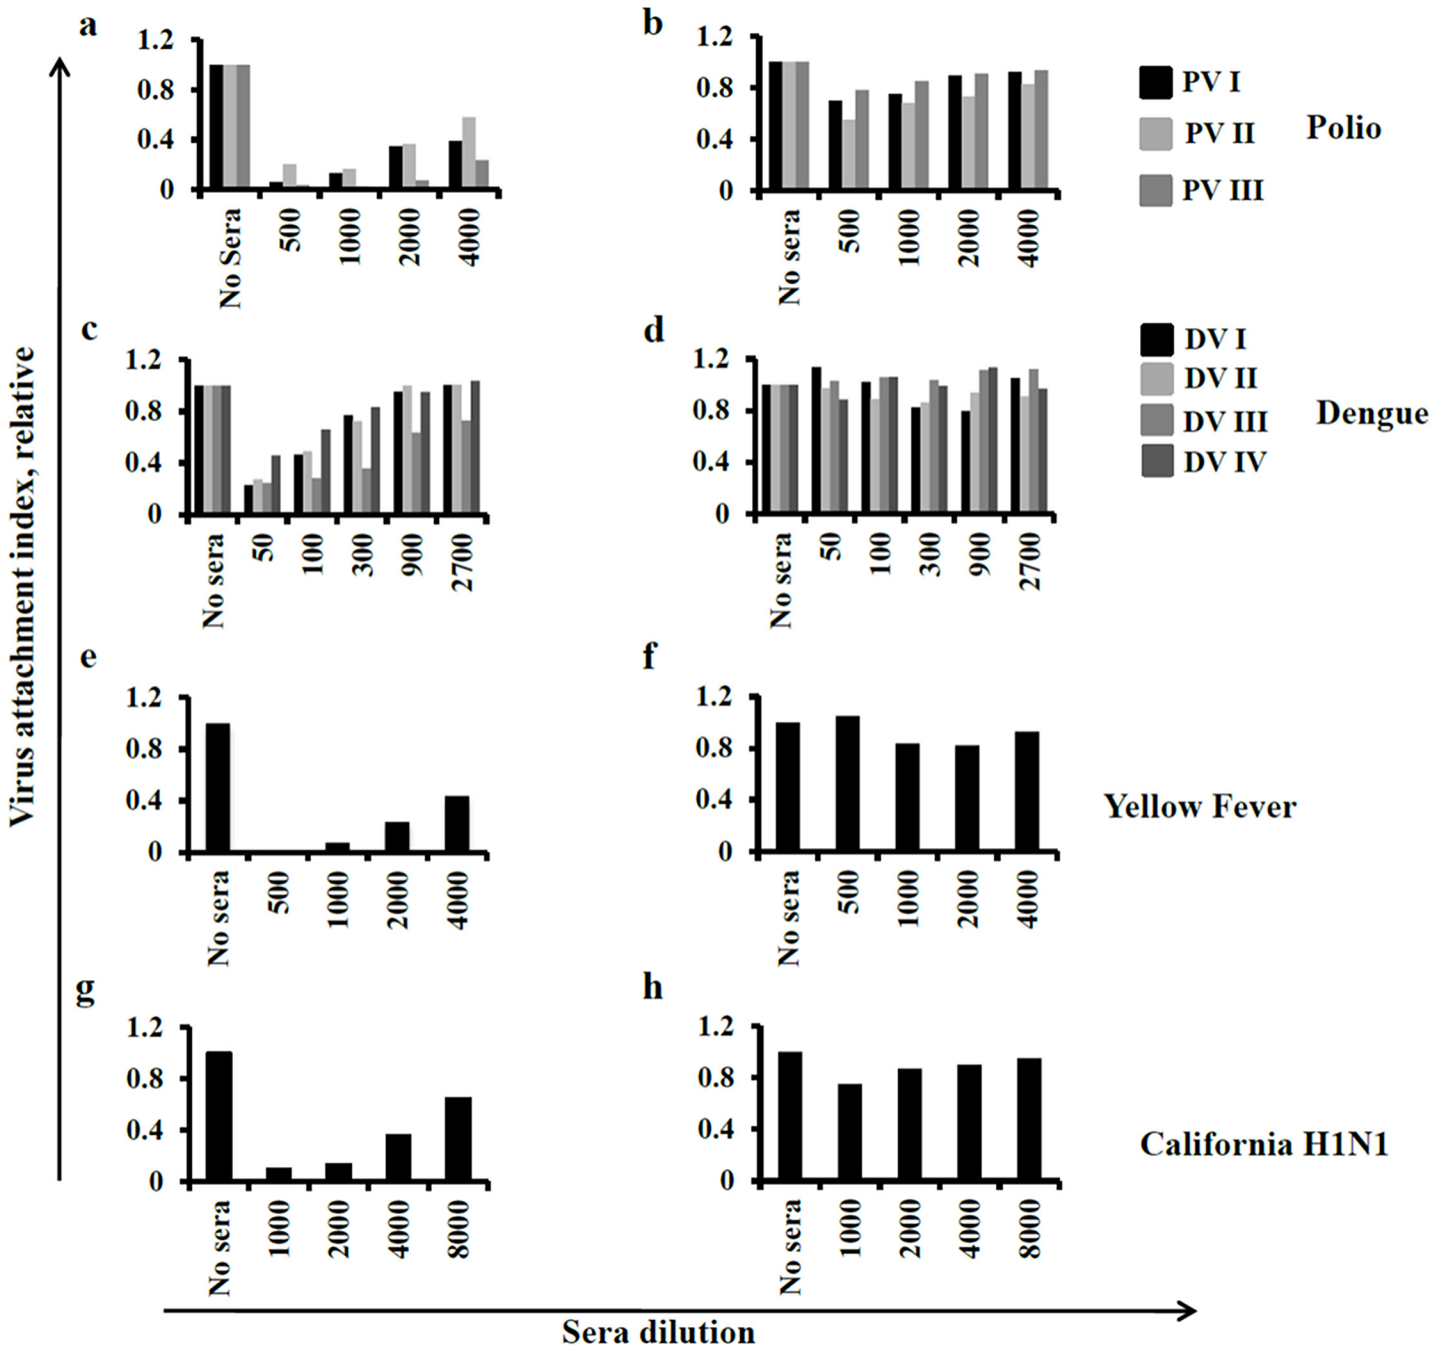 a
1.2
0.8
0.4
0
No Sera
500
1000
2000
4000
b
1.2
0.8
0.4
0
No sera
500
1000
2000
4000
PV I
PV II
PV III
Polio
c
1.2
0.8
0.4
0
No sera
50
100
300
900
2700
d
1.2
0.8
0.4
0
No sera
50
100
300
900
2700
DV I
DV II
DV III
DV IV
Dengue
e
1.2
0.8
0.4
0
No sera
500
1000
2000
4000
f
1.2
0.8
0.4
0
No sera
500
1000
2000
4000
Yellow Fever
g
1.2
0.8
0.4
0
No sera
1000
2000
4000
8000
h
1.2
0.8
0.4
0
No sera
1000
2000
4000
8000
California H1N1
Virus attachment index, relative
Sera dilution